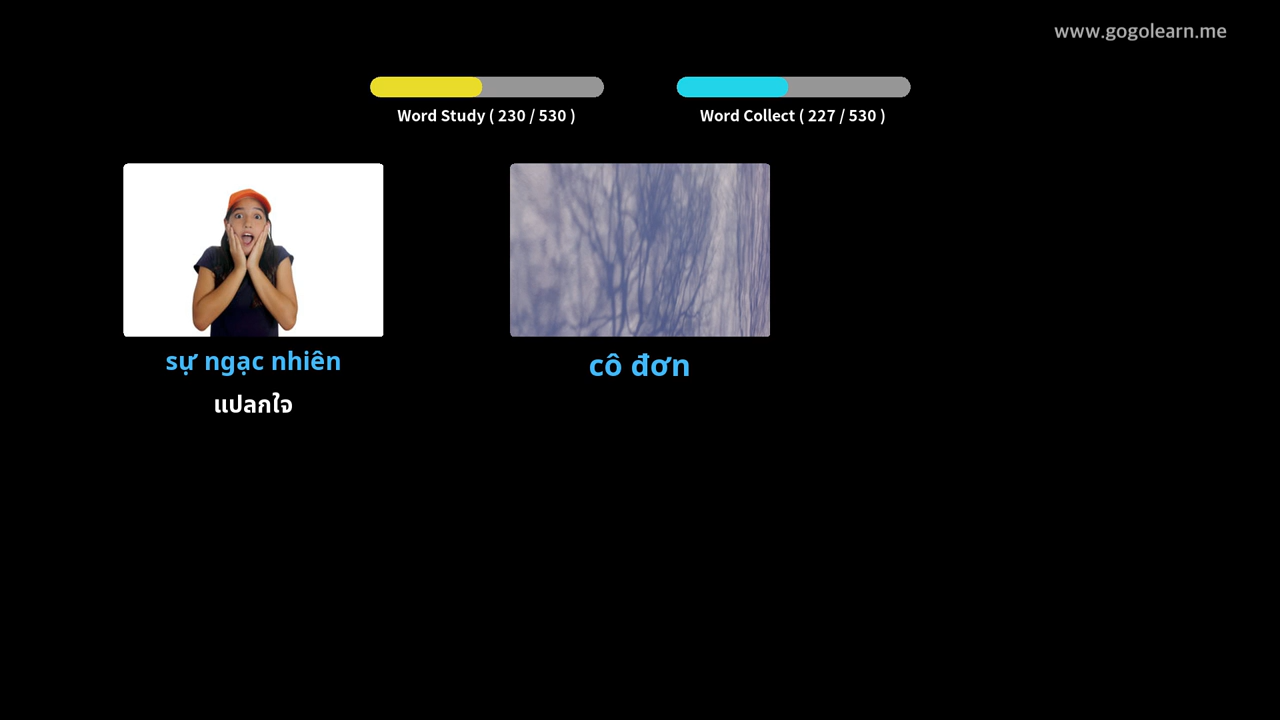 www.gogolearn.me
Word Study ( 230 / 530 )
Word Collect ( 227 / 530 )
sự ngạc nhiên
แปลกใจ
cô đơn